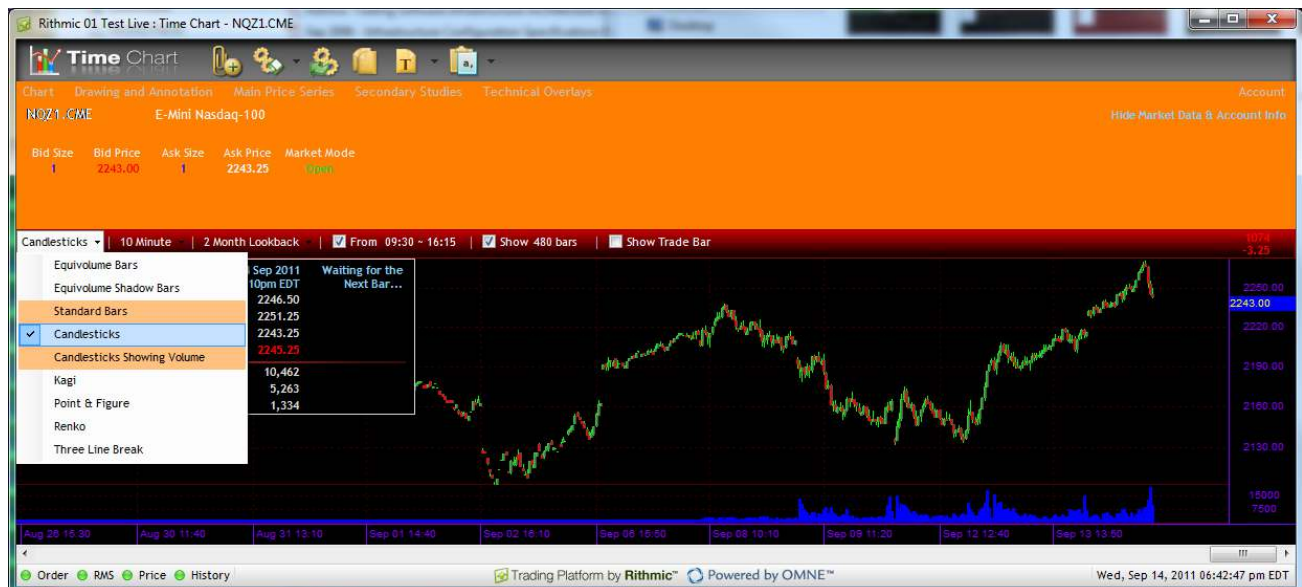 Rithmic 01 Test Live : Time Chart - NQZ1.CME
Time Chart
Chart Drawing and Annotation Main Price Series Secondary Studies Technical Overlays Account
NQZ1.CME E-Mini Nasdaq-100 Hide Market Data & Account Info
Bid Size Bid Price Ask Size Ask Price Market Mode
1 2243.00 1 2243.25 Open
Candlesticks | 10 Minute | 2 Month Lookback | From 09:30 ~ 16:15 | Show 480 bars | Show Trade Bar
1074
-3.25
Equivolume Bars
Equivolume Shadow Bars
Standard Bars
Candlesticks
Candlesticks Showing Volume
Kagi
Point & Figure
Renko
Three Line Break
Sep 2011 Waiting for the
10pm EDT Next Bar...
2246.50
2251.25
2243.25
2245.25
10,462
5,263
1,334
2250.00
2243.00
2220.00
2190.00
2160.00
2130.00
15000
7500
Aug 26 15:30 Aug 30 11:40 Aug 31 13:10 Sep 01 14:40 Sep 02 16:10 Sep 06 15:50 Sep 08 10:10 Sep 09 11:20 Sep 12 12:40 Sep 13 13:50
Order RMS Price History Trading Platform by Rithmic™ Powered by OMNE™ Wed, Sep 14, 2011 06:42:47 pm EDT